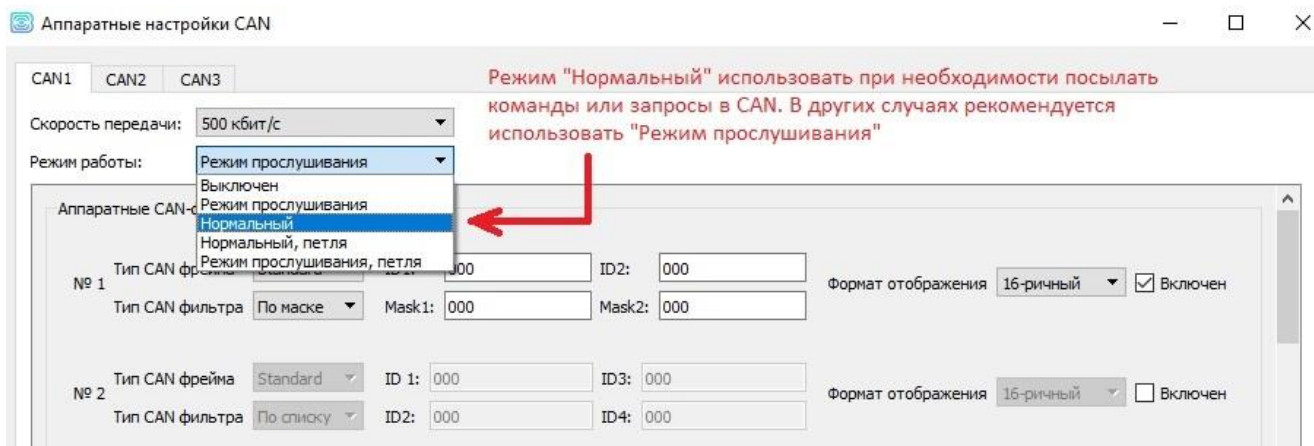 Аппаратные настройки CAN
CAN1 CAN2 CAN3
Режим "Нормальный" использовать при необходимости посылать
команды или запросы в CAN. В других случаях рекомендуется
использовать "Режим прослушивания"
Скорость передачи: 500 кбит/с
Режим работы: Режим прослушивания
Выключен
Режим прослушивания
Нормальный
Нормальный, петля
Режим прослушивания, петля
Аппаратные CAN-
№ 1
Тип CAN фрейма 000 ID2: 000
Тип CAN фильтра По маске Mask1: 000 Mask2: 000
Формат отображения 16-ричный Включен
№ 2
Тип CAN фрейма Standard ID 1: 000 ID3: 000
Тип CAN фильтра По списку ID2: 000 ID4: 000
Формат отображения 16-ричный Включен